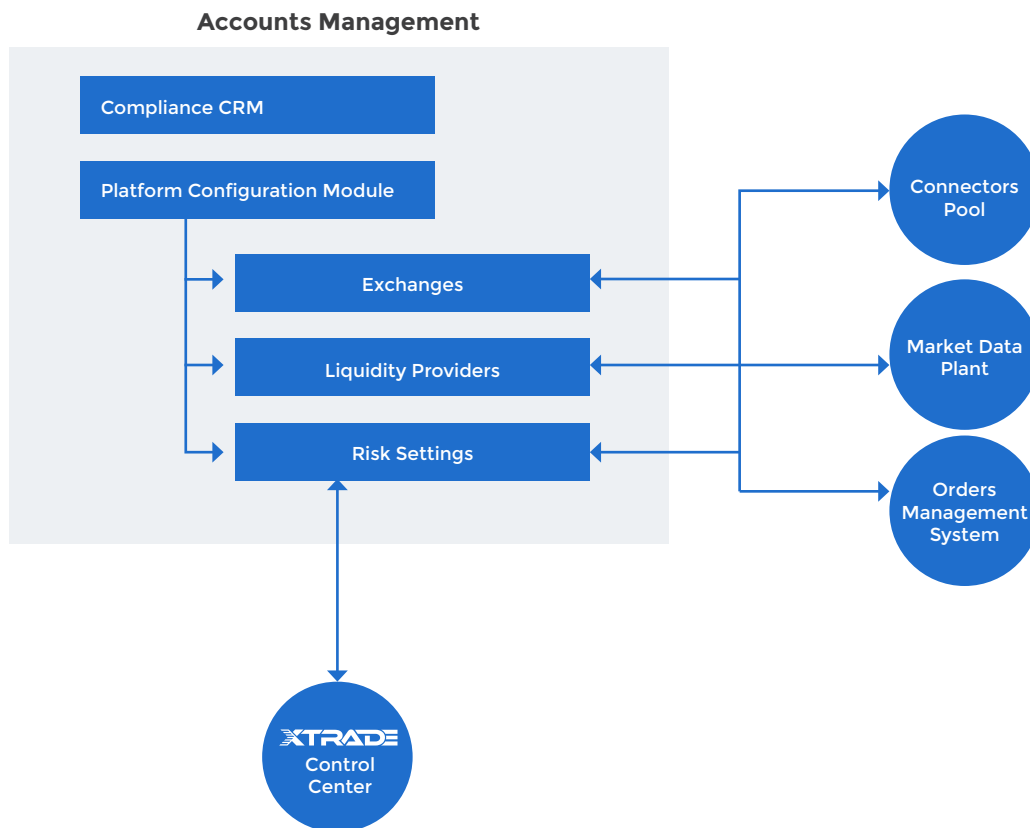 Accounts Management
Compliance CRM
Platform Configuration Module
Exchanges
Liquidity Providers
Risk Settings
Connectors
Pool
Market Data
Plant
Orders
Management
System
XTRADE
Control
Center